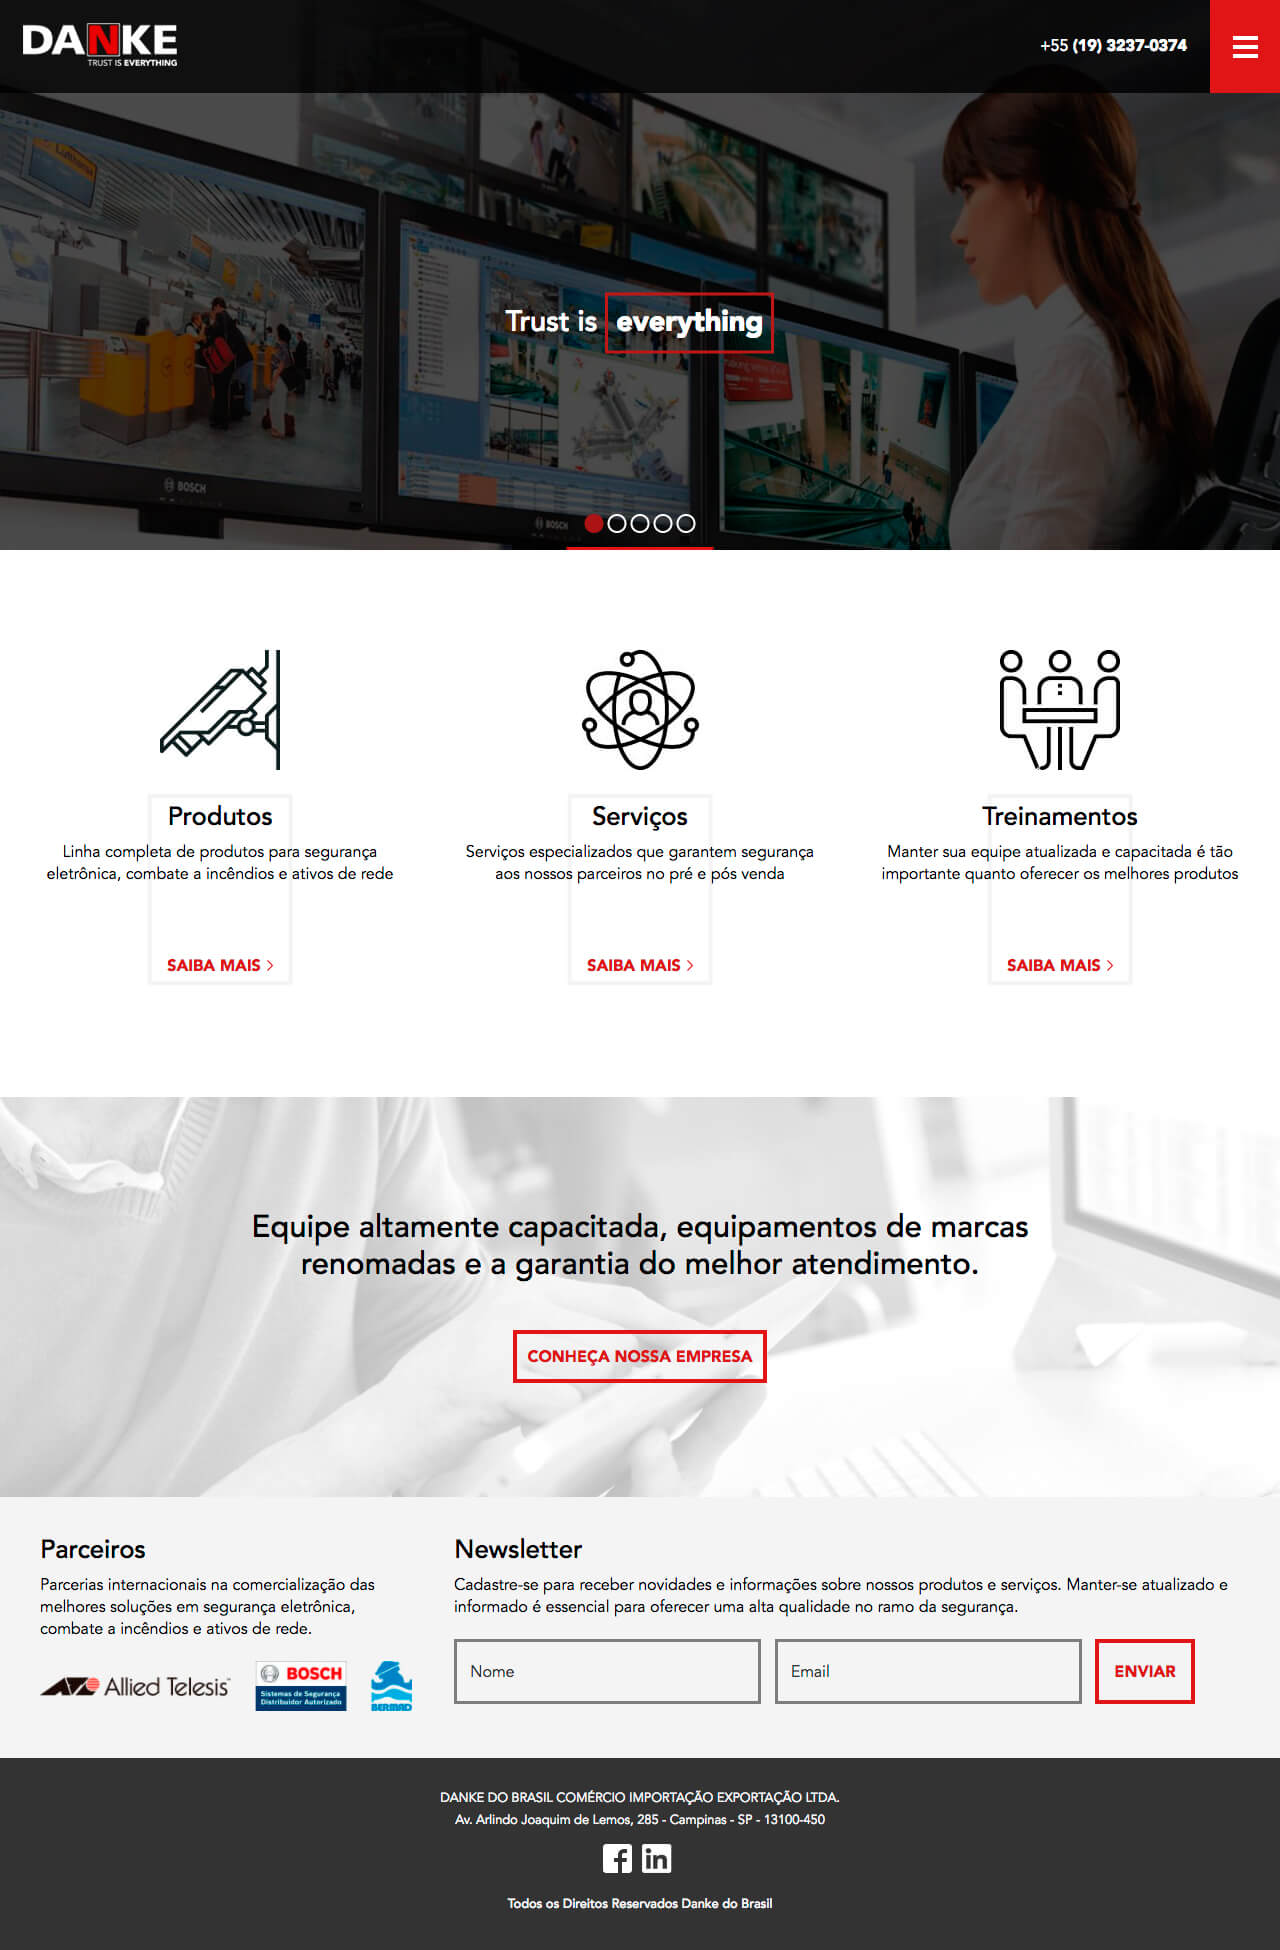 DANKE
TRUST IS EVERYTHING
+55 (19) 3237-0374
Trust is everything
BOSCH
BOSCH
Produtos
Linha completa de produtos para segurança
eletrônica, combate a incêndios e ativos de rede
SAIBA MAIS
Serviços
Serviços especializados que garantem segurança
aos nossos parceiros no pré e pós venda
SAIBA MAIS
Treinamentos
Manter sua equipe atualizada e capacitada é tão
importante quanto oferecer os melhores produtos
SAIBA MAIS
Equipe altamente capacitada, equipamentos de marcas
renomadas e a garantia do melhor atendimento.
CONHEÇA NOSSA EMPRESA
Parceiros
Parcerias internacionais na comercialização das
melhores soluções em segurança eletrônica,
combate a incêndios e ativos de rede.
Allied Telesis
BOSCH
Sistemas de Segurança
Distribuidor Autorizado
BERMAD
Newsletter
Cadastre-se para receber novidades e informações sobre nossos produtos e serviços. Manter-se atualizado e
informado é essencial para oferecer uma alta qualidade no ramo da segurança.
Nome
Email
ENVIAR
DANKE DO BRASIL COMÉRCIO IMPORTAÇÃO EXPORTAÇÃO LTDA.
Av. Arlindo Joaquim de Lemos, 285 - Campinas - SP - 13100-450
Todos os Direitos Reservados Danke do Brasil